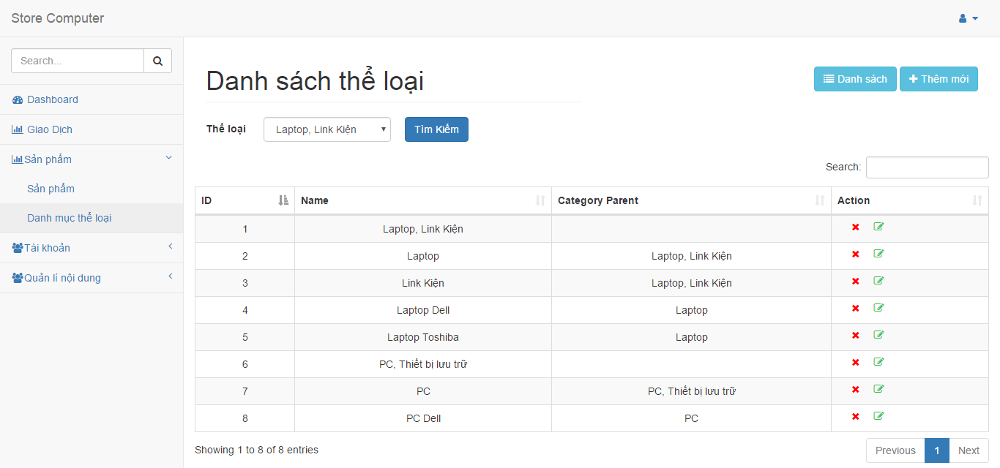 Store Computer
Search...
Dashboard
Giao Dịch
Sản phẩm
Sản phẩm
Danh mục thể loại
Tài khoản
Quản lí nội dung
Danh sách thể loại
Danh sách
Thêm mới
Thể loại
Laptop, Link Kiện
Tìm Kiếm
Search:
ID Name Category Parent Action
1 Laptop, Link Kiện
2 Laptop Laptop, Link Kiện
3 Link Kiện Laptop, Link Kiện
4 Laptop Dell Laptop
5 Laptop Toshiba Laptop
6 PC, Thiết bị lưu trữ
7 PC PC, Thiết bị lưu trữ
8 PC Dell PC
Showing 1 to 8 of 8 entries
Previous 1 Next